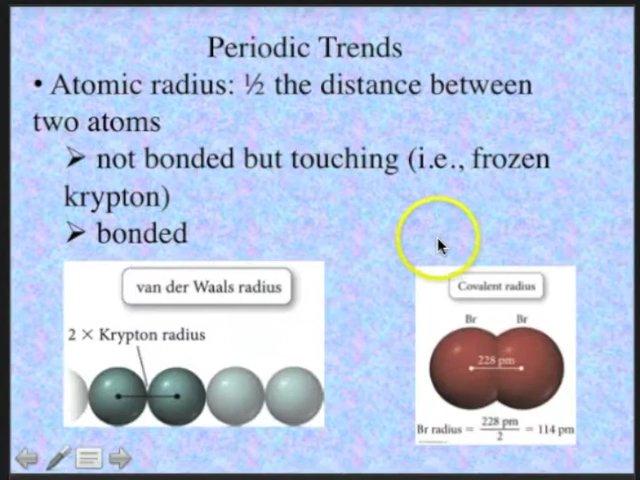 Periodic Trends
• Atomic radius: ½ the distance between
two atoms
➢ not bonded but touching (i.e., frozen
krypton)
➢ bonded
van der Waals radius
2 × Krypton radius
Covalent radius
Br Br
228 pm
Br radius = 228 pm / 2 = 114 pm